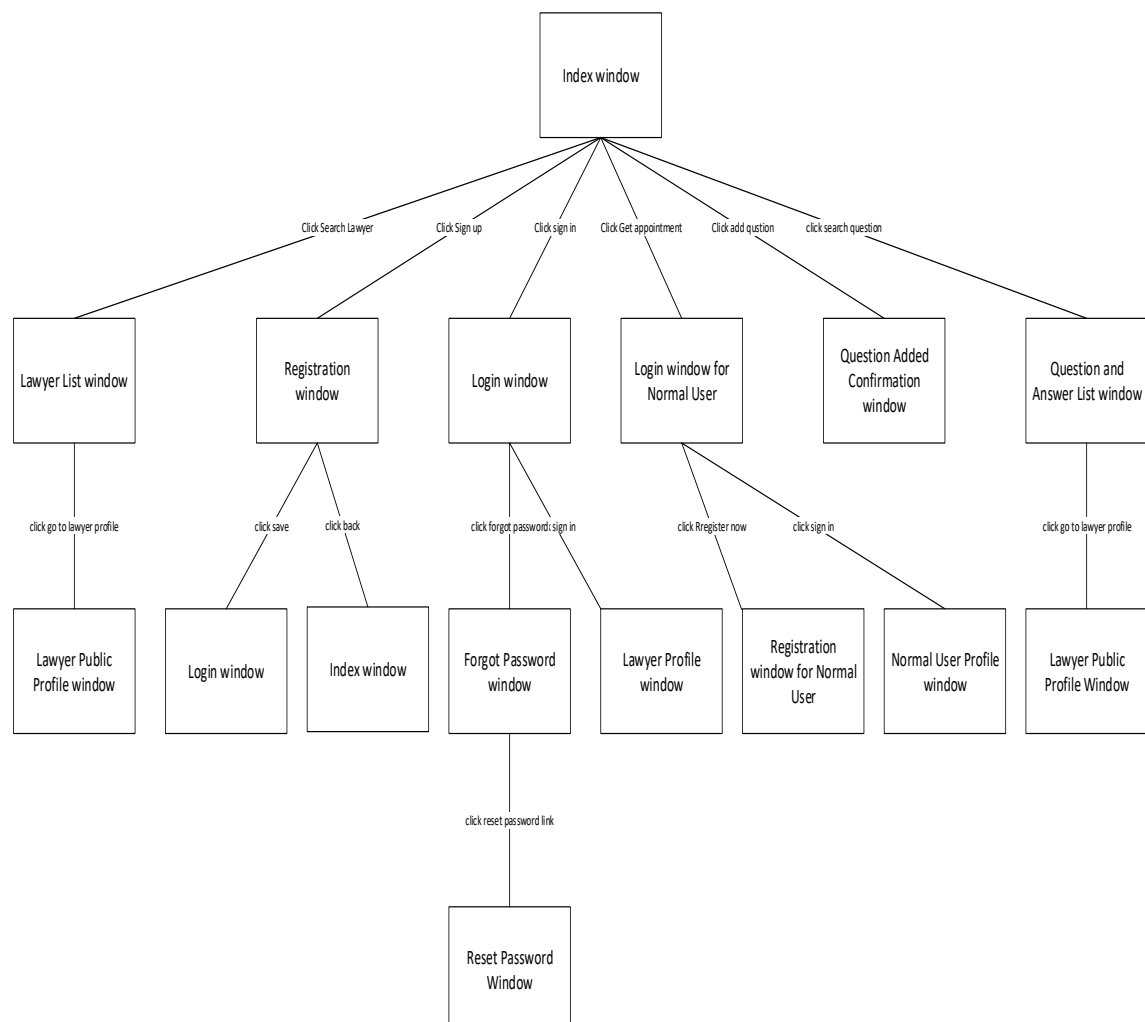 Index window
Click Search Lawyer
Click Sign up
Click sign in
Click Get appointment
Click add qustion
click search question
Lawyer List window
Registration
window
Login window
Login window for
Normal User
Question Added
Confirmation
window
Question and
Answer List window
click go to lawyer profile
click save
click back
click forgot password
sign in
click Rregister now
click sign in
click go to lawyer profile
Lawyer Public
Profile window
Login window
Index window
Forgot Password
window
Lawyer Profile
window
Registration
window for Normal
User
Normal User Profile
window
Lawyer Public
Profile Window
click reset password link
Reset Password
Window